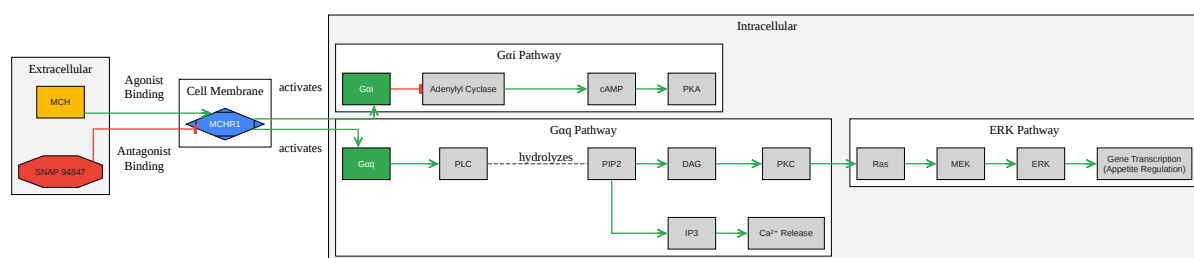 Intracellular
Gαi Pathway
Extracellular
Agonist
Binding
Cell Membrane
activates
Gαi
Adenylyl Cyclase
cAMP
PKA
MCH
MCHR1
Gαq Pathway
ERK Pathway
Antagonist
Binding
activates
SNAP 94847
Gαq
PLC
hydrolyzes
PIP2
DAG
PKC
Ras
MEK
ERK
Gene Transcription
(Appetite Regulation)
IP3
Ca²⁺ Release